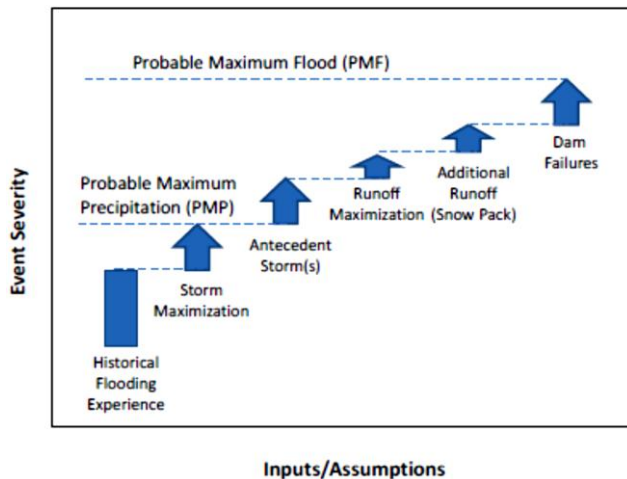 Probable Maximum Flood (PMF)
Dam
Failures
Additional
Runoff
(Snow Pack)
Runoff
Maximization
Probable Maximum
Precipitation (PMP)
Antecedent
Storm(s)
Storm
Maximization
Historical
Flooding
Experience
Event Severity
Inputs/Assumptions